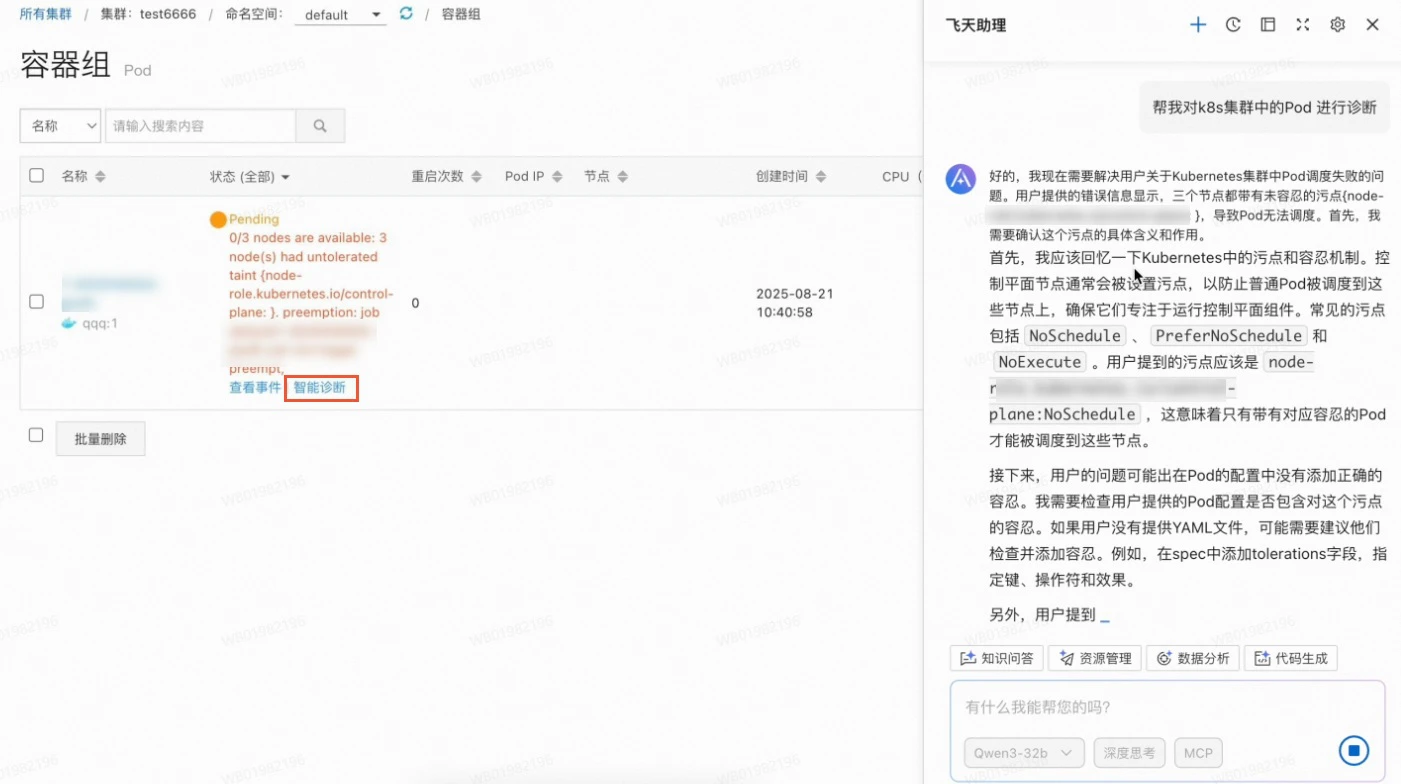 所有集群 / 集群：test6666 / 命名空间： default / 容器组
容器组 Pod
名称 请输入搜索内容
名称 状态 (全部) 重启次数 Pod IP 节点 创建时间 CPU（
Pending
0/3 nodes are available: 3
node(s) had untolerated
taint {node-
role.kubernetes.io/control-
plane: }. preemption: job
preempt,
查看事件 智能诊断
qqq:1
0
2025-08-21
10:40:58
批量删除
飞天助理
帮我对k8s集群中的Pod 进行诊断
好的，我现在需要解决用户关于Kubernetes集群中Pod调度失败的问
题。用户提供的错误信息显示，三个节点都带有未容忍的污点{node-
}，导致Pod无法调度。首先，我
需要确认这个污点的具体含义和作用。
首先，我应该回忆一下Kubernetes中的污点和容忍机制。控
制平面节点通常会被设置污点，以防止普通Pod被调度到这
些节点上，确保它们专注于运行控制平面组件。常见的污点
包括 NoSchedule 、 PreferNoSchedule 和
NoExecute 。用户提到的污点应该是 node-
plane:NoSchedule ，这意味着只有带有对应容忍的Pod
才能被调度到这些节点。
接下来，用户的问题可能出在Pod的配置中没有添加正确的
容忍。我需要检查用户提供的Pod配置是否包含对这个污点
的容忍。如果用户没有提供YAML文件，可能需要建议他们
检查并添加容忍。例如，在spec中添加tolerations字段，指
定键、操作符和效果。
另外，用户提到 _
知识问答 资源管理 数据分析 代码生成
有什么我能帮您的吗?
Qwen3-32b 深度思考 MCP
W801982196